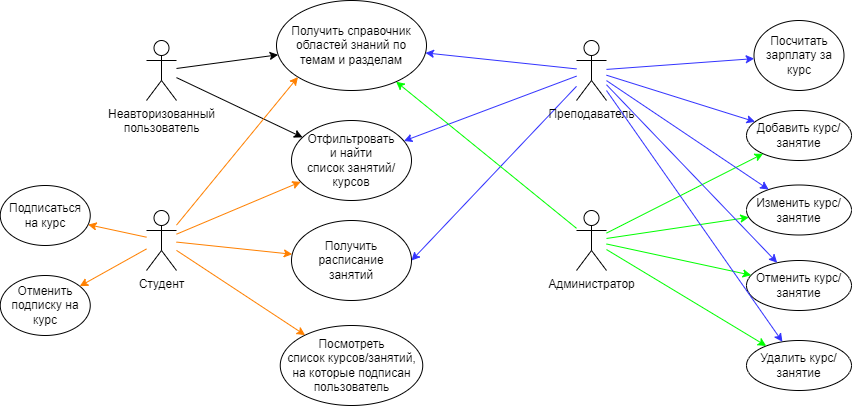 Получить справочник
областей знаний по
темам и разделам
Посчитать
зарплату за
курс
Неавторизованный
пользователь
Преподаватель
Добавить курс/
занятие
Отфильтровать
и найти
список занятий/
курсов
Подписаться
на курс
Изменить курс/
занятие
Получить
расписание
занятий
Студент
Администратор
Отменить
подписку на
курс
Отменить курс/
занятие
Посмотреть
список курсов/занятий,
на которые подписан
пользователь
Удалить курс/
занятие